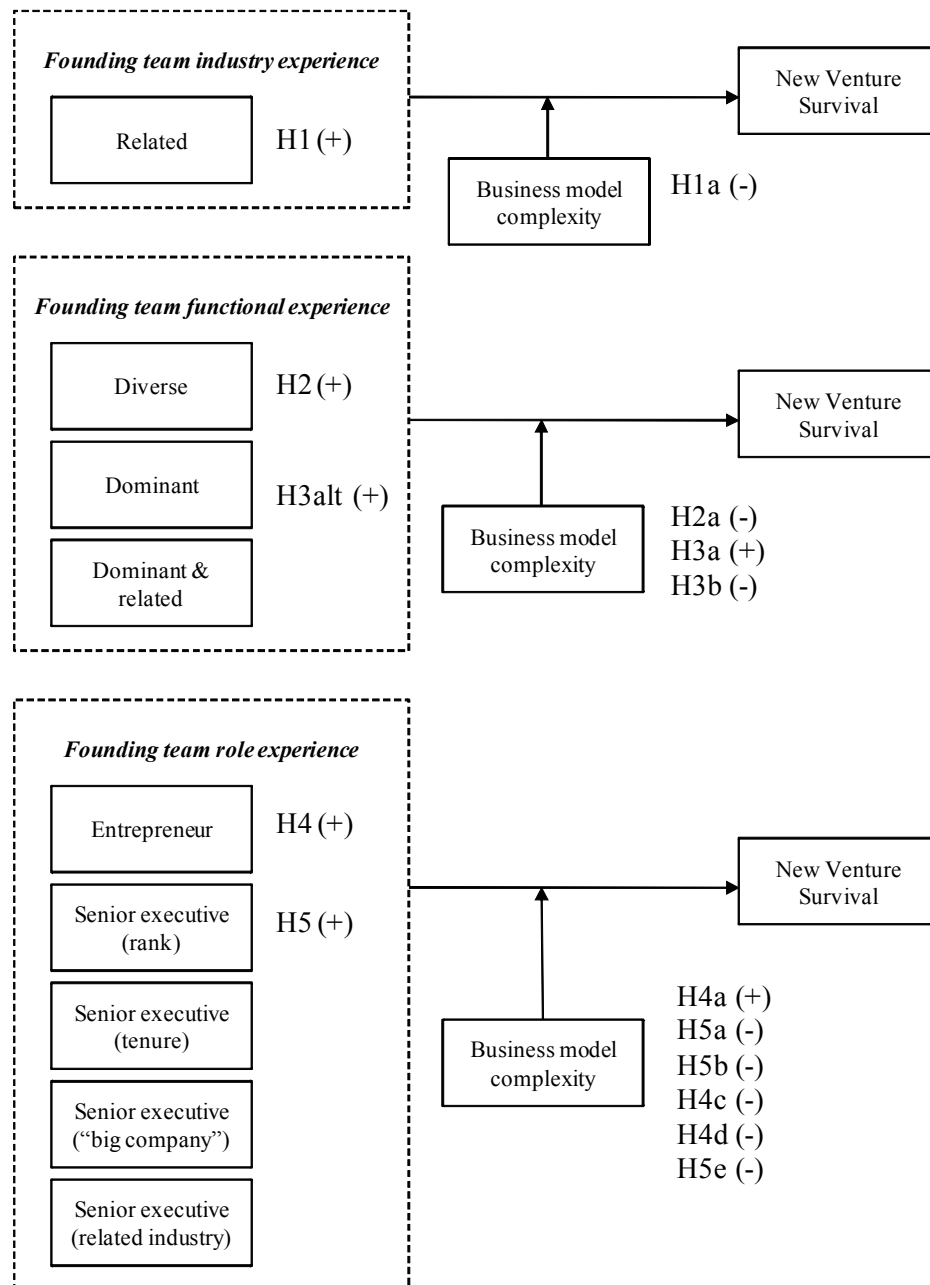 Founding team industry experience
Related
H1 (+)
New Venture
Survival
Business model
complexity
H1a (-)
Founding team functional experience
Diverse
H2 (+)
Dominant
H3alt (+)
Dominant &
related
New Venture
Survival
Business model
complexity
H2a (-)
H3a (+)
H3b (-)
Founding team role experience
Entrepreneur
H4 (+)
Senior executive
(rank)
H5 (+)
Senior executive
(tenure)
Senior executive
(“big company”)
Senior executive
(related industry)
New Venture
Survival
Business model
complexity
H4a (+)
H5a (-)
H5b (-)
H4c (-)
H4d (-)
H5e (-)